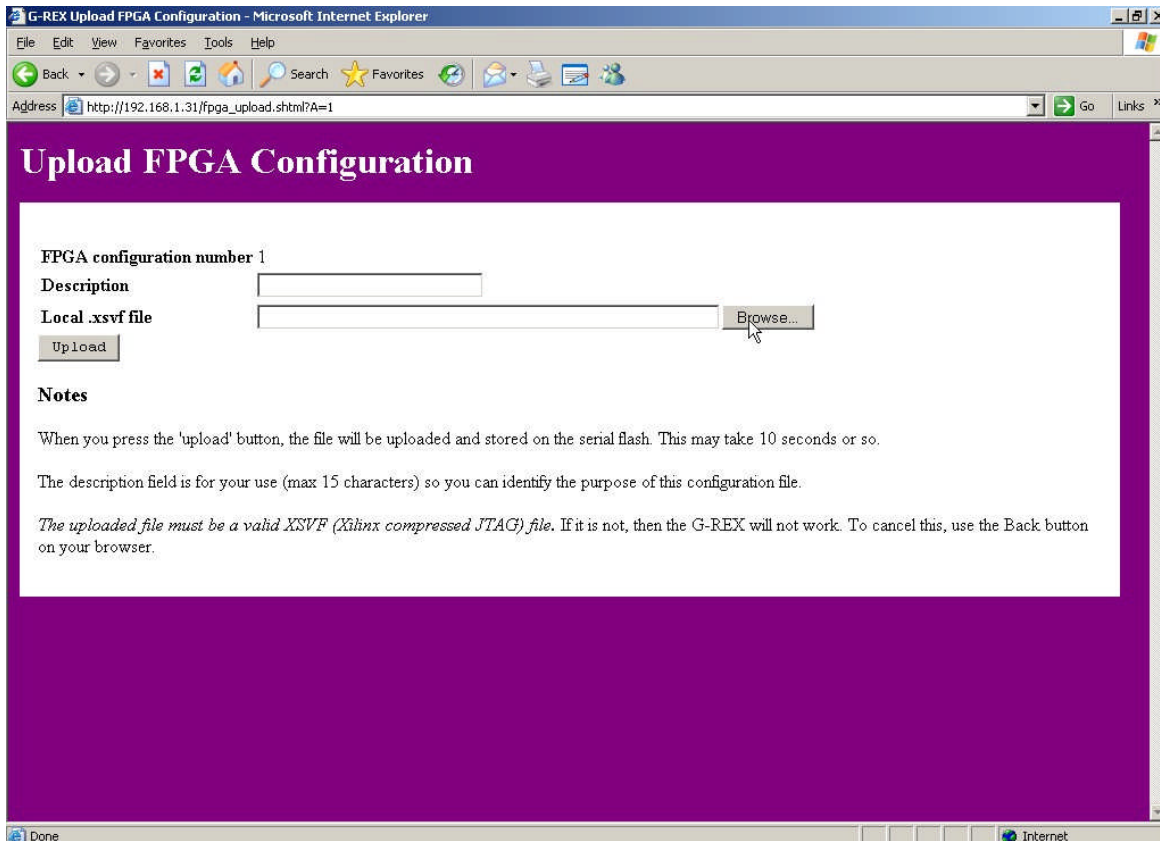 G-REX Upload FPGA Configuration - Microsoft Internet Explorer
File Edit View Favorites Tools Help
Back Search Favorites
Address http://192.168.1.31/fpga_upload.shtml?A=1 Go Links »
Upload FPGA Configuration
FPGA configuration number 1
Description
Local .xsvf file Browse...
Upload
Notes
When you press the 'upload' button, the file will be uploaded and stored on the serial flash. This may take 10 seconds or so.
The description field is for your use (max 15 characters) so you can identify the purpose of this configuration file.
The uploaded file must be a valid XSVF (Xilinx compressed JTAG) file. If it is not, then the G-REX will not work. To cancel this, use the Back button
on your browser.
Done Internet